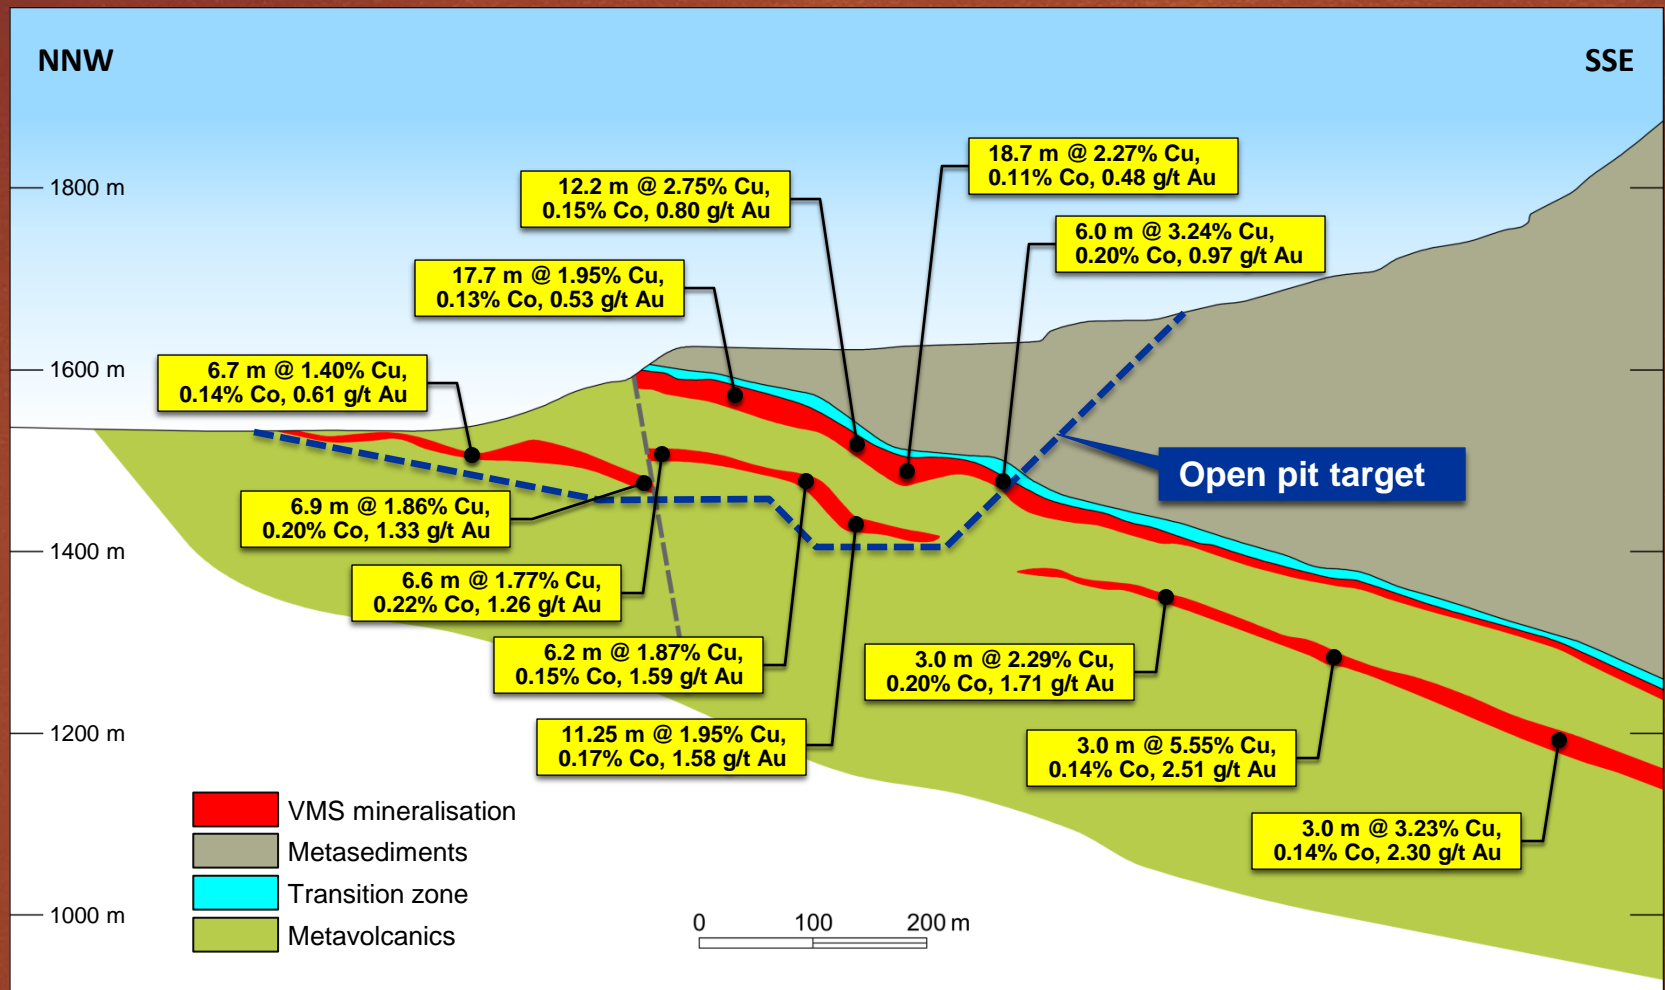 NNW
SSE
1800 m
1600 m
1400 m
1200 m
1000 m
18.7 m @ 2.27% Cu,
0.11% Co, 0.48 g/t Au
12.2 m @ 2.75% Cu,
0.15% Co, 0.80 g/t Au
6.0 m @ 3.24% Cu,
0.20% Co, 0.97 g/t Au
17.7 m @ 1.95% Cu,
0.13% Co, 0.53 g/t Au
6.7 m @ 1.40% Cu,
0.14% Co, 0.61 g/t Au
Open pit target
6.9 m @ 1.86% Cu,
0.20% Co, 1.33 g/t Au
6.6 m @ 1.77% Cu,
0.22% Co, 1.26 g/t Au
6.2 m @ 1.87% Cu,
0.15% Co, 1.59 g/t Au
3.0 m @ 2.29% Cu,
0.20% Co, 1.71 g/t Au
11.25 m @ 1.95% Cu,
0.17% Co, 1.58 g/t Au
3.0 m @ 5.55% Cu,
0.14% Co, 2.51 g/t Au
3.0 m @ 3.23% Cu,
0.14% Co, 2.30 g/t Au
VMS mineralisation
Metasediments
Transition zone
Metavolcanics
0 100 200 m